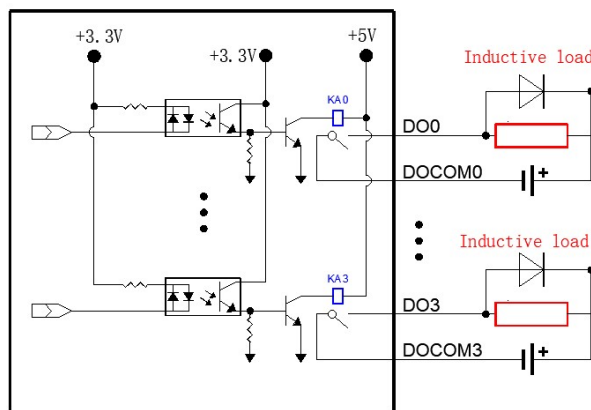 +3.3V
+3.3V
+5V
Inductive load
KA0
DO0
DOCOM0
+
Inductive load
KA3
DO3
DOCOM3
+